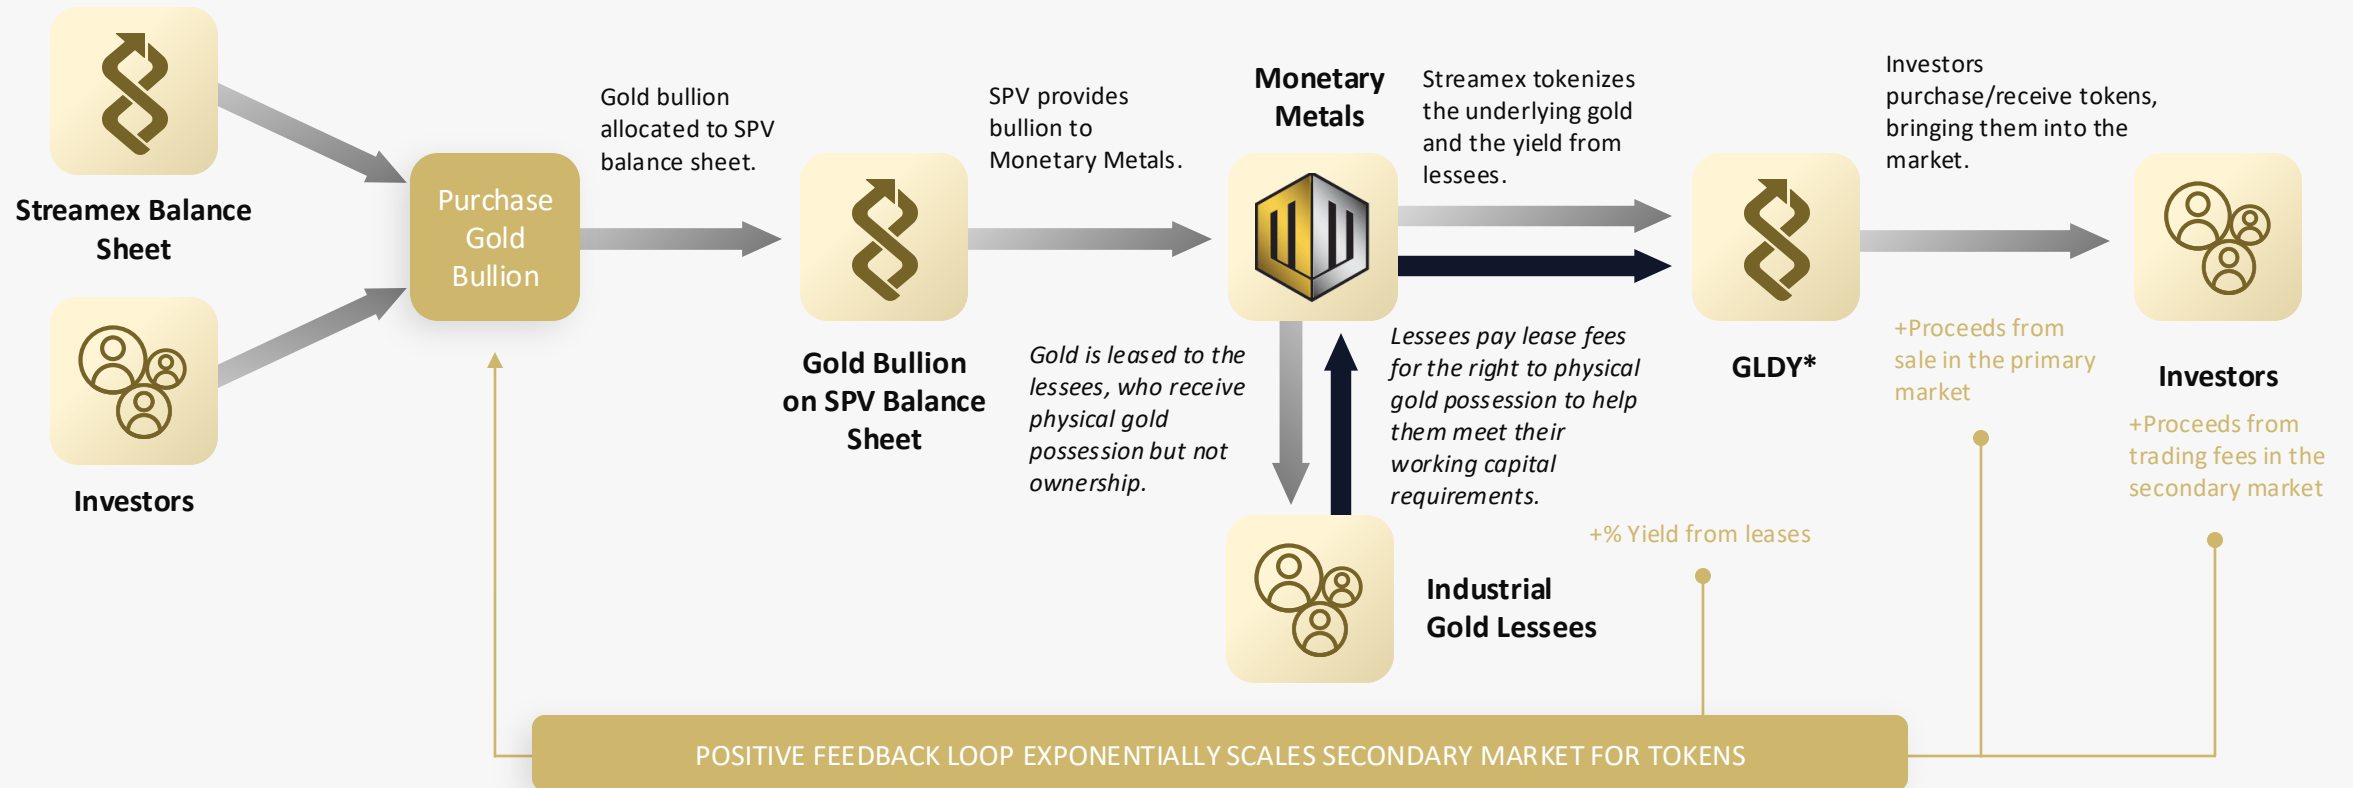 Streamex Balance
Sheet
Investors
Purchase
Gold
Bullion
Gold bullion
allocated to SPV
balance sheet.
Gold Bullion
on SPV Balance
Sheet
SPV provides
bullion to
Monetary Metals.
Monetary
Metals
Gold is leased to the
lessees, who receive
physical gold
possession but not
ownership.
Lessees pay lease fees
for the right to physical
gold possession to help
them meet their
working capital
requirements.
Industrial
Gold Lessees
Streamex tokenizes
the underlying gold
and the yield from
lessees.
GLDY*
Investors
purchase/receive tokens,
bringing them into the
market.
Investors
+% Yield from leases
+Proceeds from
sale in the primary
market
+Proceeds from
trading fees in the
secondary market
POSITIVE FEEDBACK LOOP EXPONENTIALLY SCALES SECONDARY MARKET FOR TOKENS